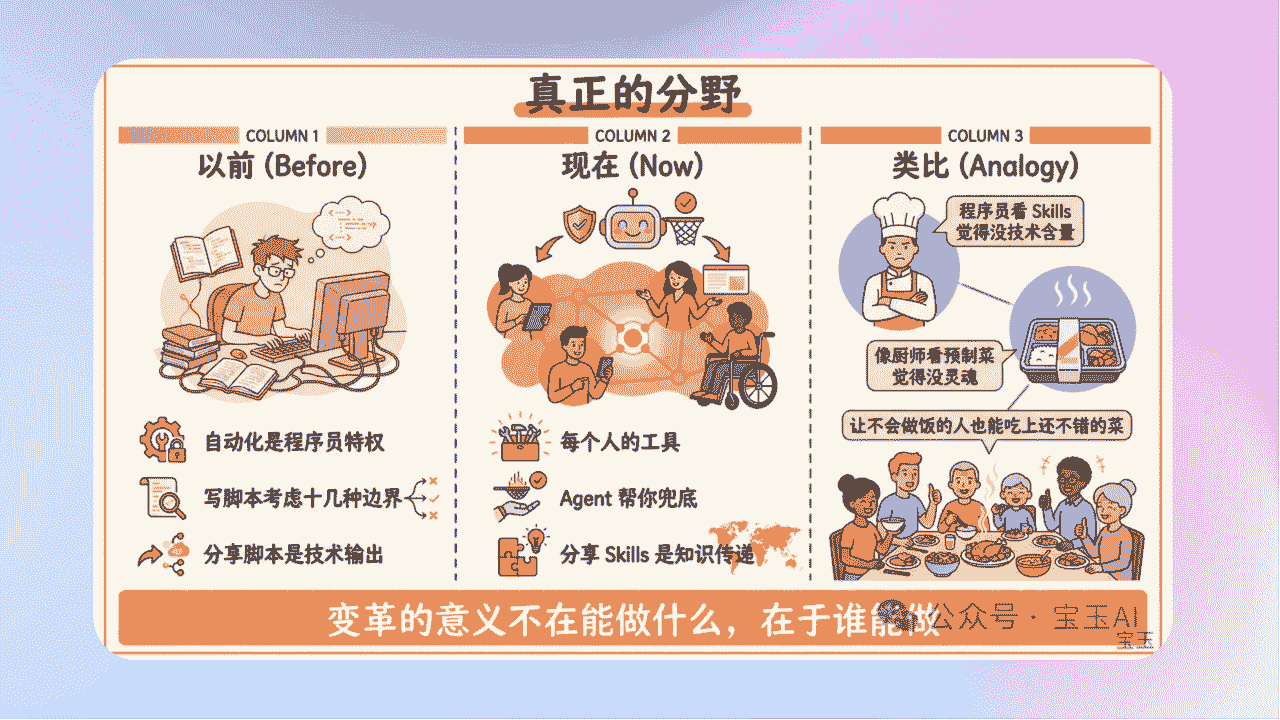 真正的分野
COLUMN 1
以前 (Before)
自动化是程序员特权
写脚本考虑十几种边界
分享脚本是技术输出
COLUMN 2
现在 (Now)
每个人的工具
Agent 帮你兜底
分享 Skills 是知识传递
COLUMN 3
类比 (Analogy)
程序员看 Skills
觉得没技术含量
像厨师看预制菜
觉得没灵魂
让不会做饭的人也能吃上还不错的菜
变革的意义不在能做什么，在于谁能做
公众号 · 宝玉AI
宝玉